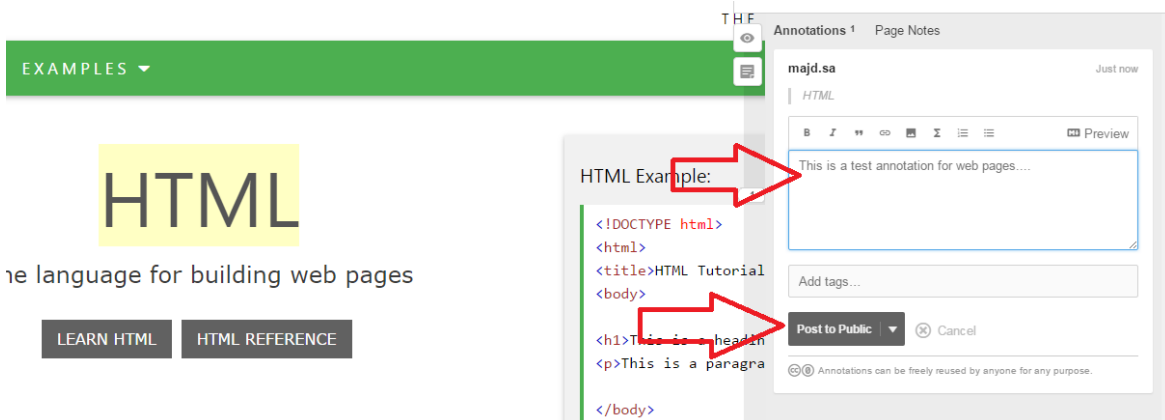 THE
EXAMPLES
HTML
he language for building web pages
LEARN HTML
HTML REFERENCE
HTML Example:
<!DOCTYPE html>
<html>
<title>HTML Tutorial
<body>
<h1>This is a headin
<p>This is a paragra
</body>
Annotations 1 Page Notes
majd.sa Just now
HTML
B I Σ Preview
This is a test annotation for web pages....
Add tags...
Post to Public Cancel
Annotations can be freely reused by anyone for any purpose.